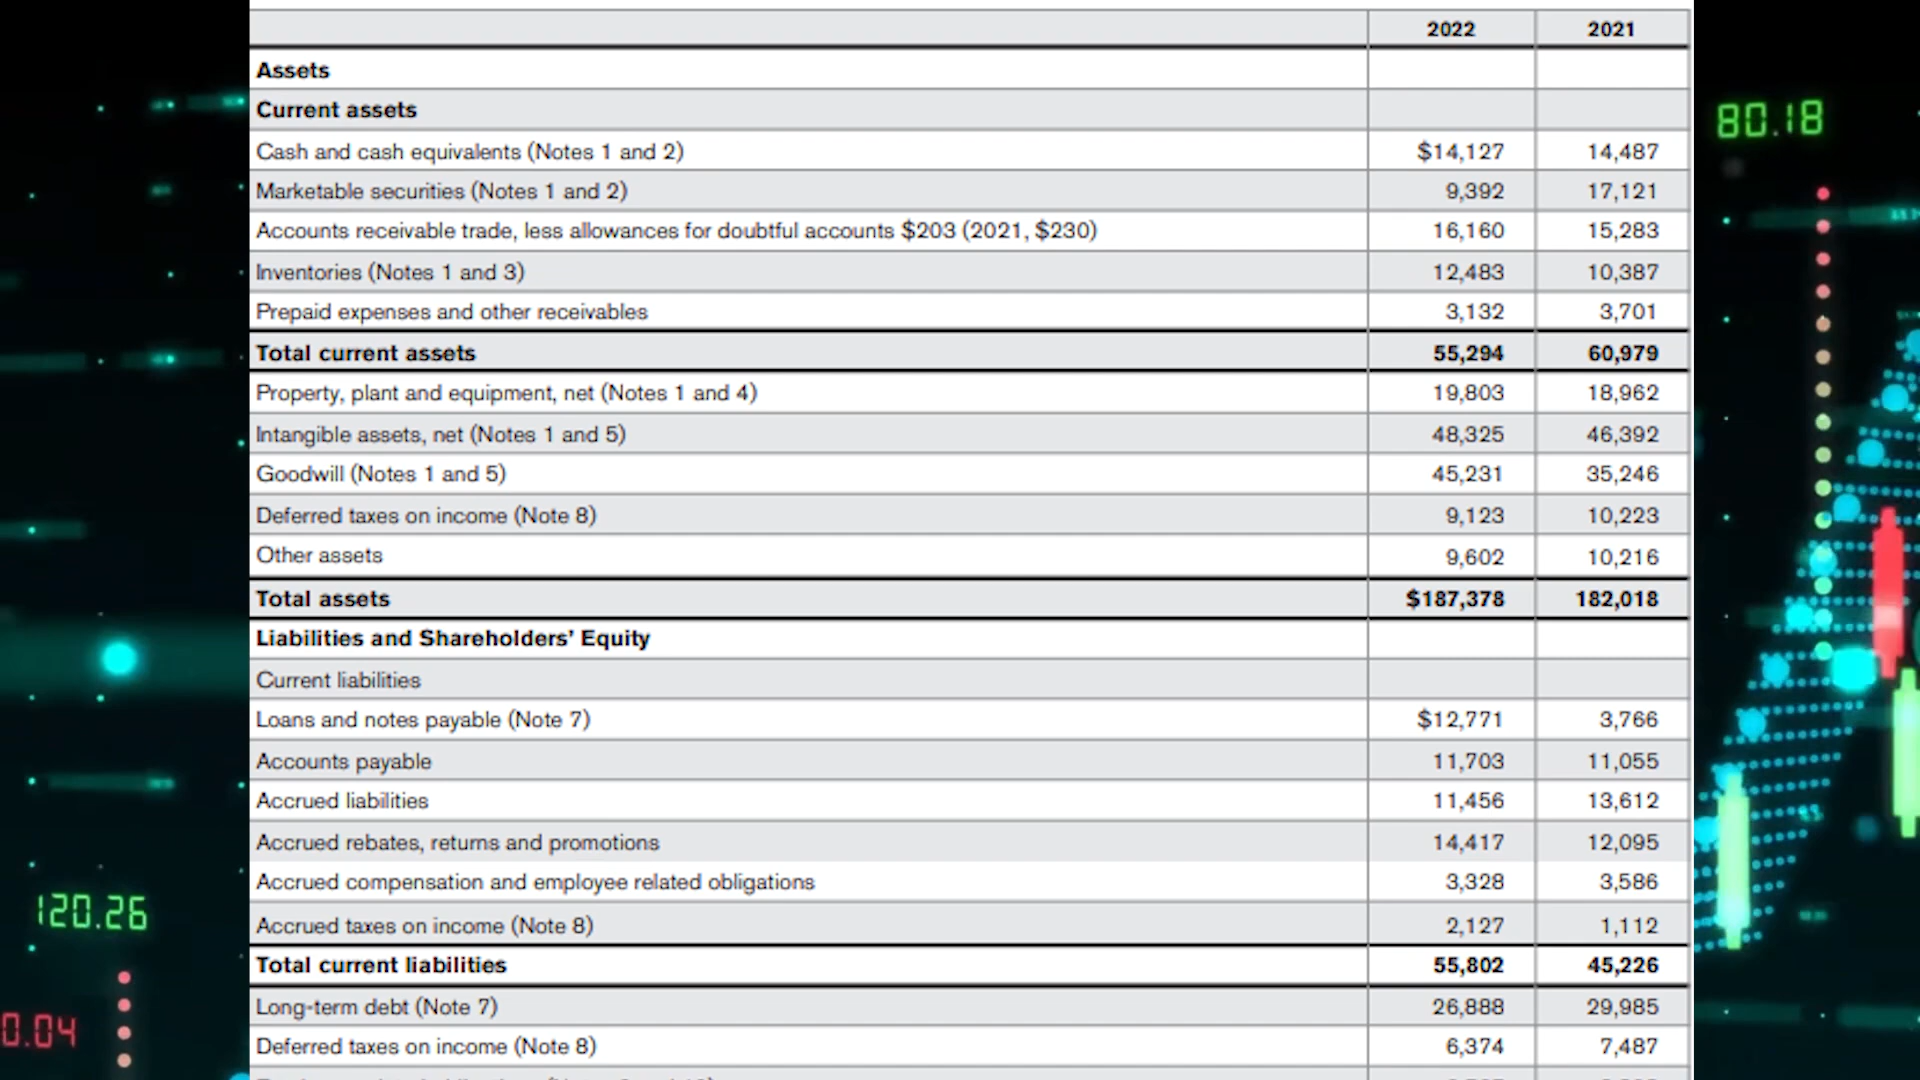 2022 2021
Assets
Current assets
Cash and cash equivalents (Notes 1 and 2) $14,127 14,487
Marketable securities (Notes 1 and 2) 9,392 17,121
Accounts receivable trade, less allowances for doubtful accounts $203 (2021, $230) 16,160 15,283
Inventories (Notes 1 and 3) 12,483 10,387
Prepaid expenses and other receivables 3,132 3,701
Total current assets 55,294 60,979
Property, plant and equipment, net (Notes 1 and 4) 19,803 18,962
Intangible assets, net (Notes 1 and 5) 48,325 46,392
Goodwill (Notes 1 and 5) 45,231 35,246
Deferred taxes on income (Note 8) 9,123 10,223
Other assets 9,602 10,216
Total assets $187,378 182,018
Liabilities and Shareholders’ Equity
Current liabilities
Loans and notes payable (Note 7) $12,771 3,766
Accounts payable 11,703 11,055
Accrued liabilities 11,456 13,612
Accrued rebates, returns and promotions 14,417 12,095
Accrued compensation and employee related obligations 3,328 3,586
Accrued taxes on income (Note 8) 2,127 1,112
Total current liabilities 55,802 45,226
Long-term debt (Note 7) 26,888 29,985
Deferred taxes on income (Note 8) 6,374 7,487
80.18
120.26
0.04